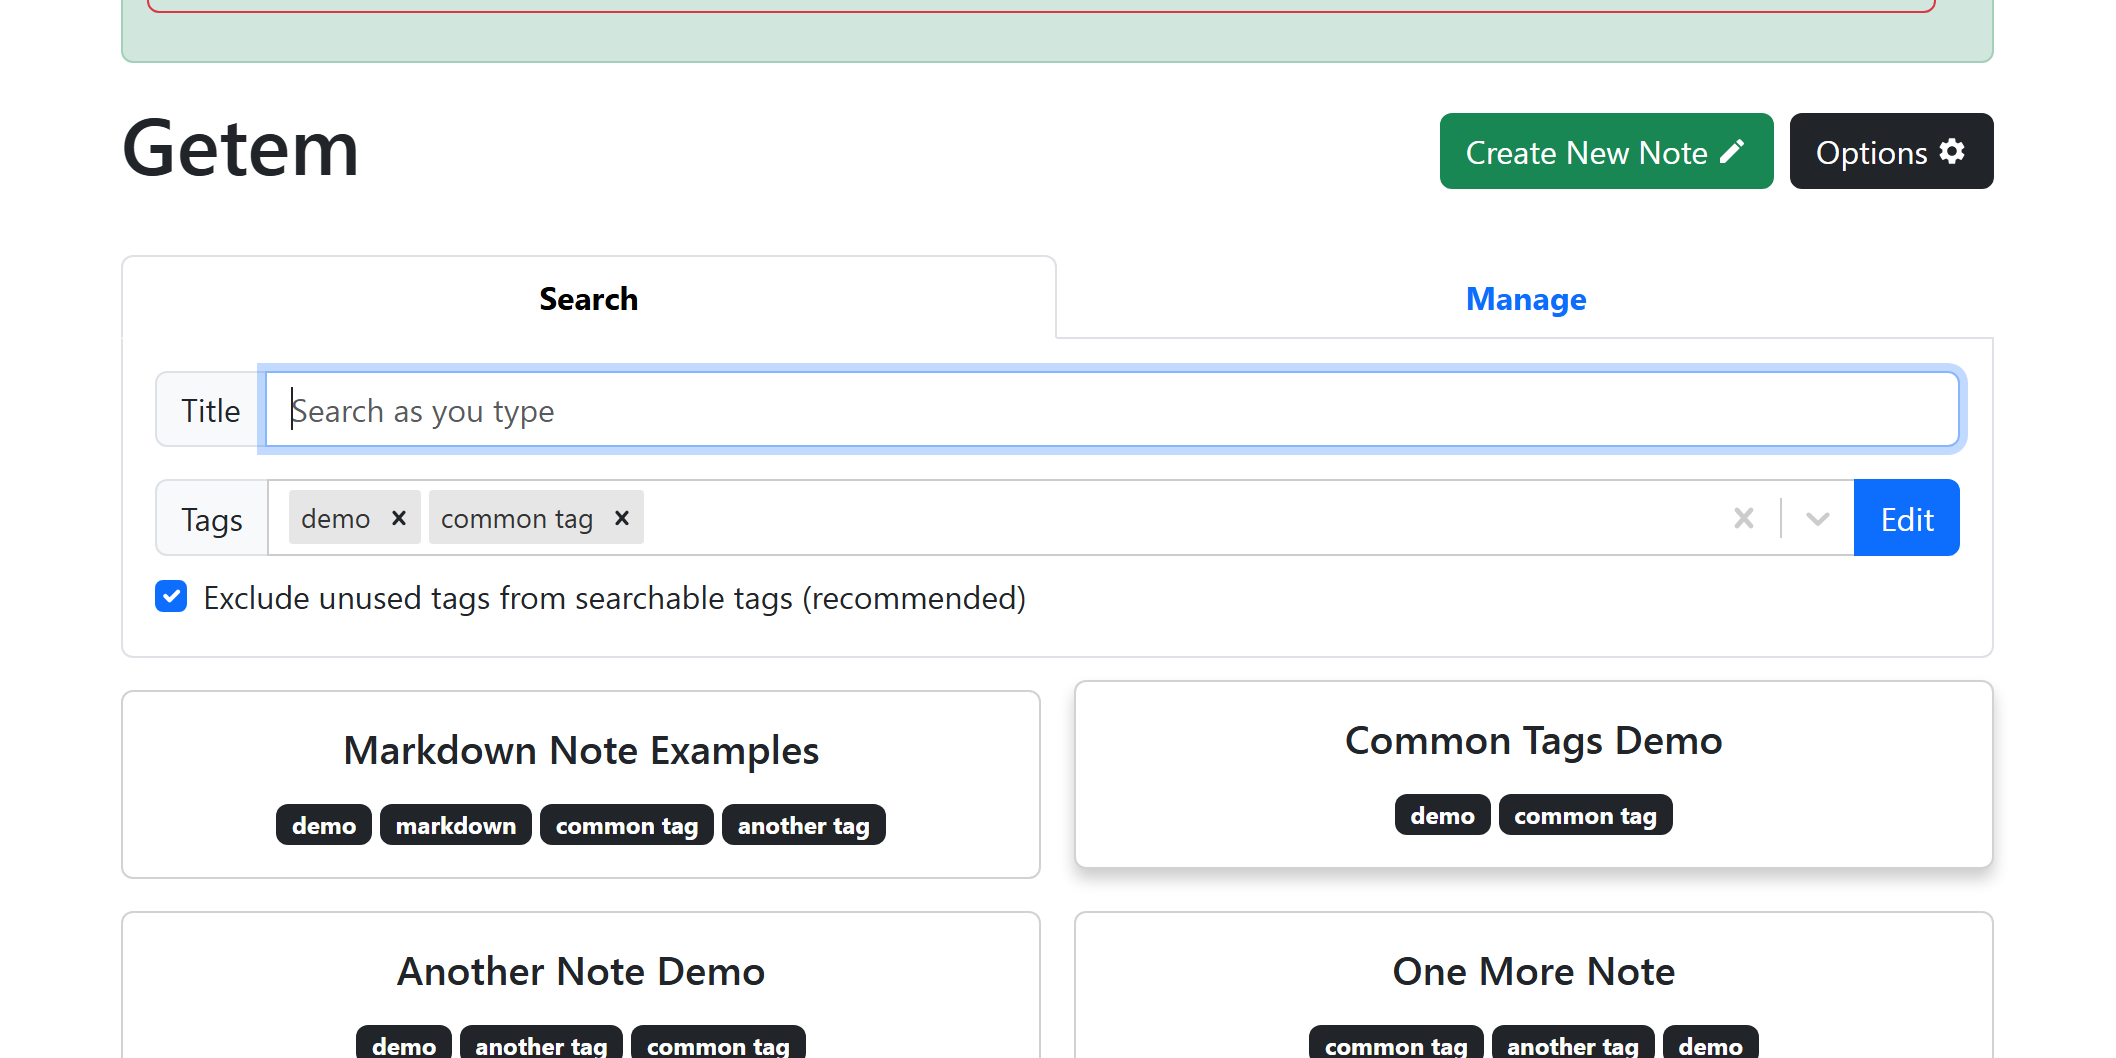 Getem
Create New Note
Options
Search
Manage
Title
Search as you type
Tags
demo
common tag
Edit
Exclude unused tags from searchable tags (recommended)
Markdown Note Examples
demo markdown common tag another tag
Common Tags Demo
demo common tag
Another Note Demo
demo another tag common tag
One More Note
common tag another tag demo